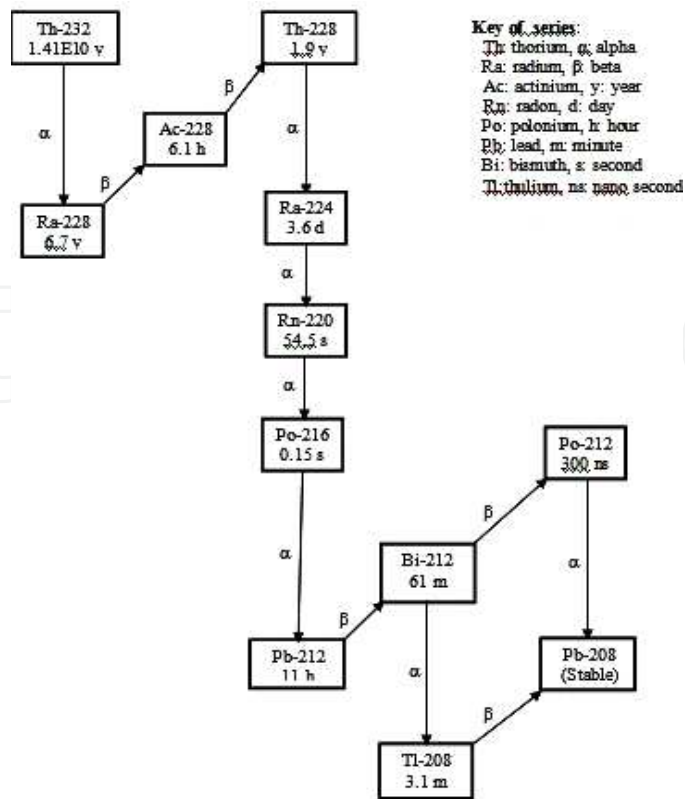 Th-232
1.41E10 y
Th-228
1.9 y
Key of series:
Th: thorium, α: alpha
Ra: radium, β: beta
Ac: actinium, y: year
Rn: radon, d: day
Po: polonium, h: hour
Pb: lead, m: minute
Bi: bismuth, s: second
Tl:thulium, ns: nano second
β
Ac-228
6.1 h
α
β
α
Ra-228
6.7 y
Ra-224
3.6 d
α
Rn-220
54.5 s
α
Po-216
0.15 s
Po-212
300 ns
β
α
Bi-212
61 m
α
β
Pb-212
11 h
Pb-208
(Stable)
α
β
Tl-208
3.1 m